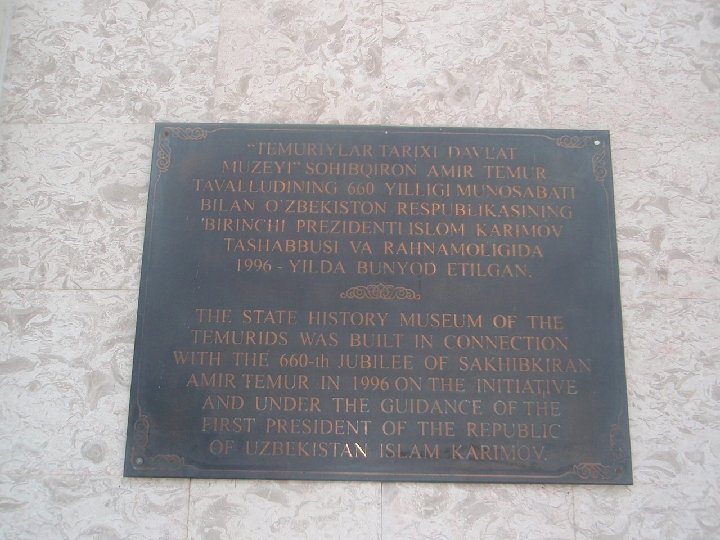 "TEMURIYLAR TARIXI DAVLAT
MUZEYI" SOHIBQIRON AMIR TEMUR
TAVALLUDINING 660 YILLIGI MUNOSABATI
BILAN O'ZBEKISTON RESPUBLIKASINING
BIRINCHI PREZIDENTI ISLOM KARIMOV
TASHABBUSI VA RAHNAMOLIGIDA
1996 - YILDA BUNYOD ETILGAN.
THE STATE HISTORY MUSEUM OF THE
TEMURIDS WAS BUILT IN CONNECTION
WITH THE 660-th JUBILEE OF SAKHIBKIRAN
AMIR TEMUR IN 1996 ON THE INITIATIVE
AND UNDER THE GUIDANCE OF THE
FIRST PRESIDENT OF THE REPUBLIC
OF UZBEKISTAN ISLAM KARIMOV.